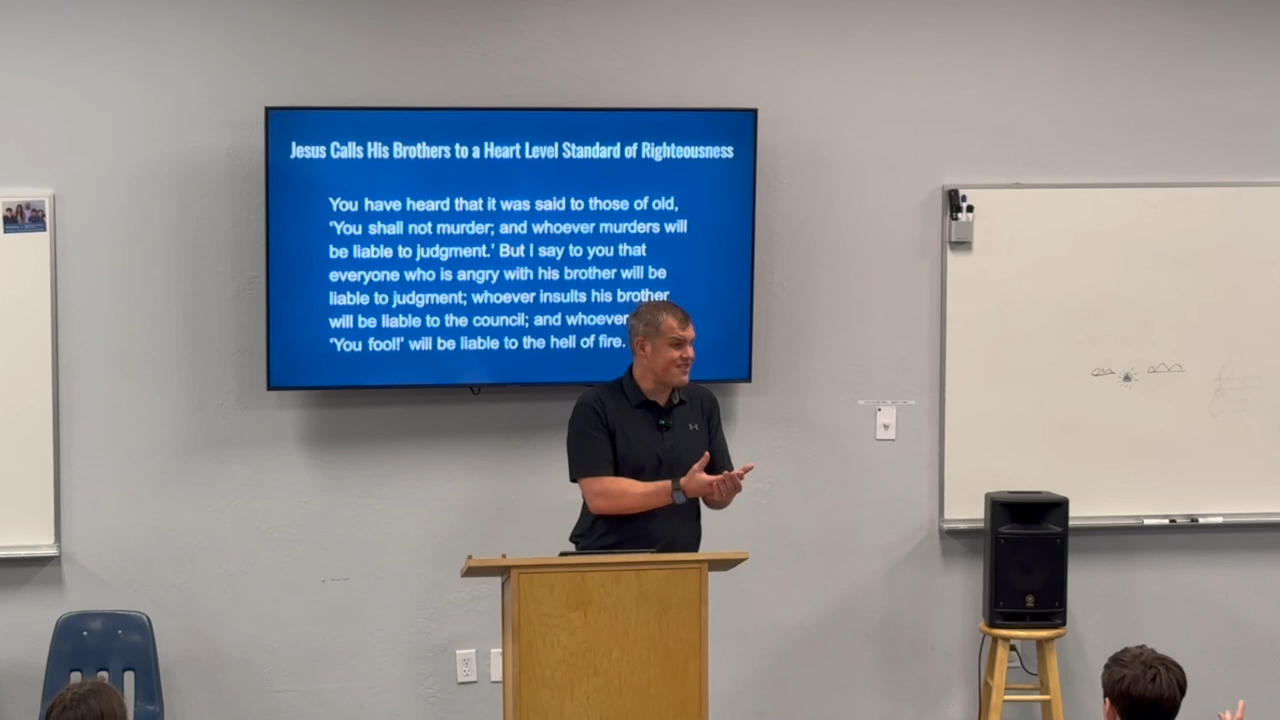 Jesus Calls His Brothers to a Heart Level Standard of Righteousness
You have heard that it was said to those of old,
‘You shall not murder; and whoever murders will
be liable to judgment.’ But I say to you that
everyone who is angry with his brother will be
liable to judgment; whoever insults his brother
will be liable to the council; and whoever
‘You fool!’ will be liable to the hell of fire.